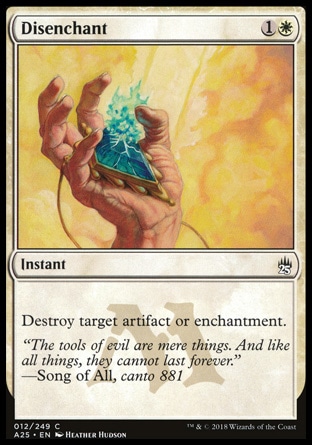 Disenchant 1
Instant 25
Destroy target artifact or enchantment.
“The tools of evil are mere things. And like
all things, they cannot last forever.”
—Song of All, canto 881
A1
012/249 C
A25 • EN HEATHER HUDSON
™ & © 2018 Wizards of the Coast